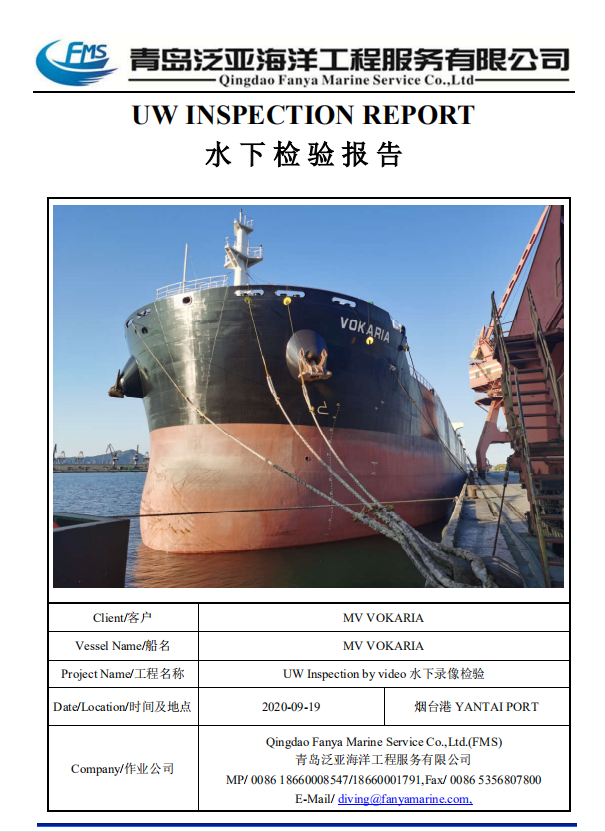 FMS
青岛泛亚海洋工程服务有限公司
Qingdao Fanya Marine Service Co.,Ltd
UW INSPECTION REPORT
水下检验报告
VOKARIA
Client/客户 MV VOKARIA
Vessel Name/船名 MV VOKARIA
Project Name/工程名称 UW Inspection by video 水下录像检验
Date/Location/时间及地点 2020-09-19 烟台港 YANTAI PORT
Company/作业公司
Qingdao Fanya Marine Service Co.,Ltd.(FMS)
青岛泛亚海洋工程服务有限公司
MP/ 0086 18660008547/18660001791,Fax/ 0086 5356807800
E-Mail/ diving@fanyamarine.com,